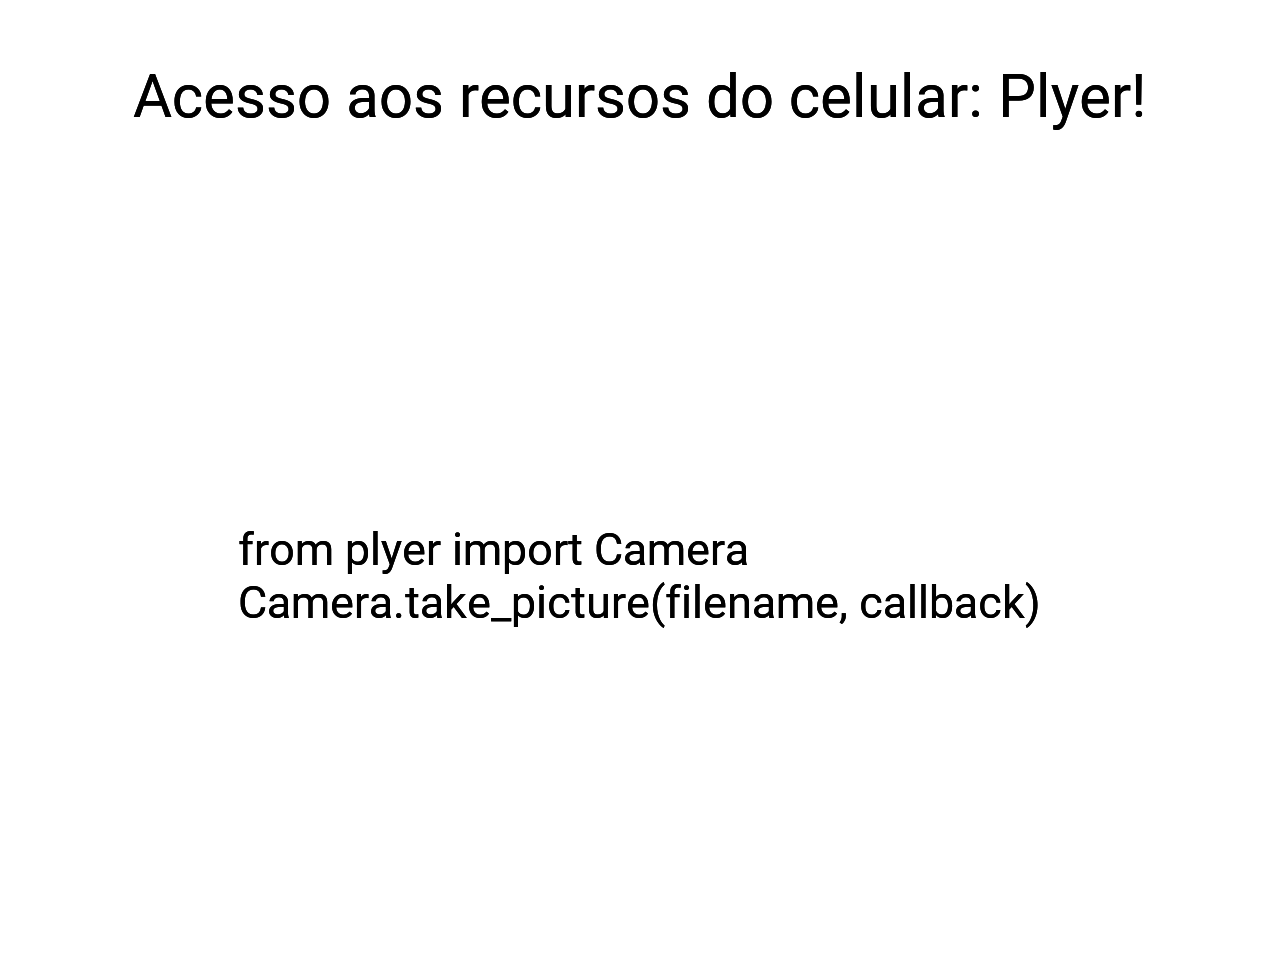 Acesso aos recursos do celular: Plyer!
from plyer import Camera
Camera.take_picture(filename, callback)